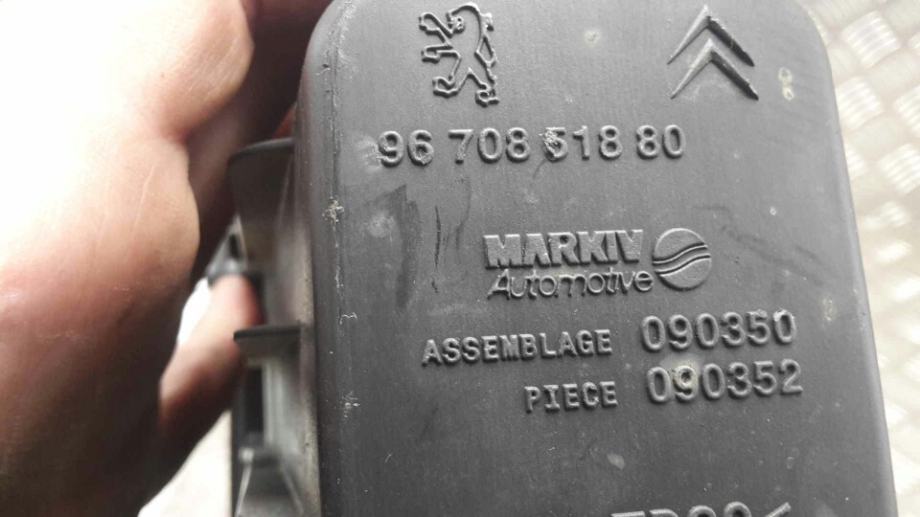 96 708 518 80
MARKIV
Automotive
ASSEMBLAGE 090350
PIECE 090352